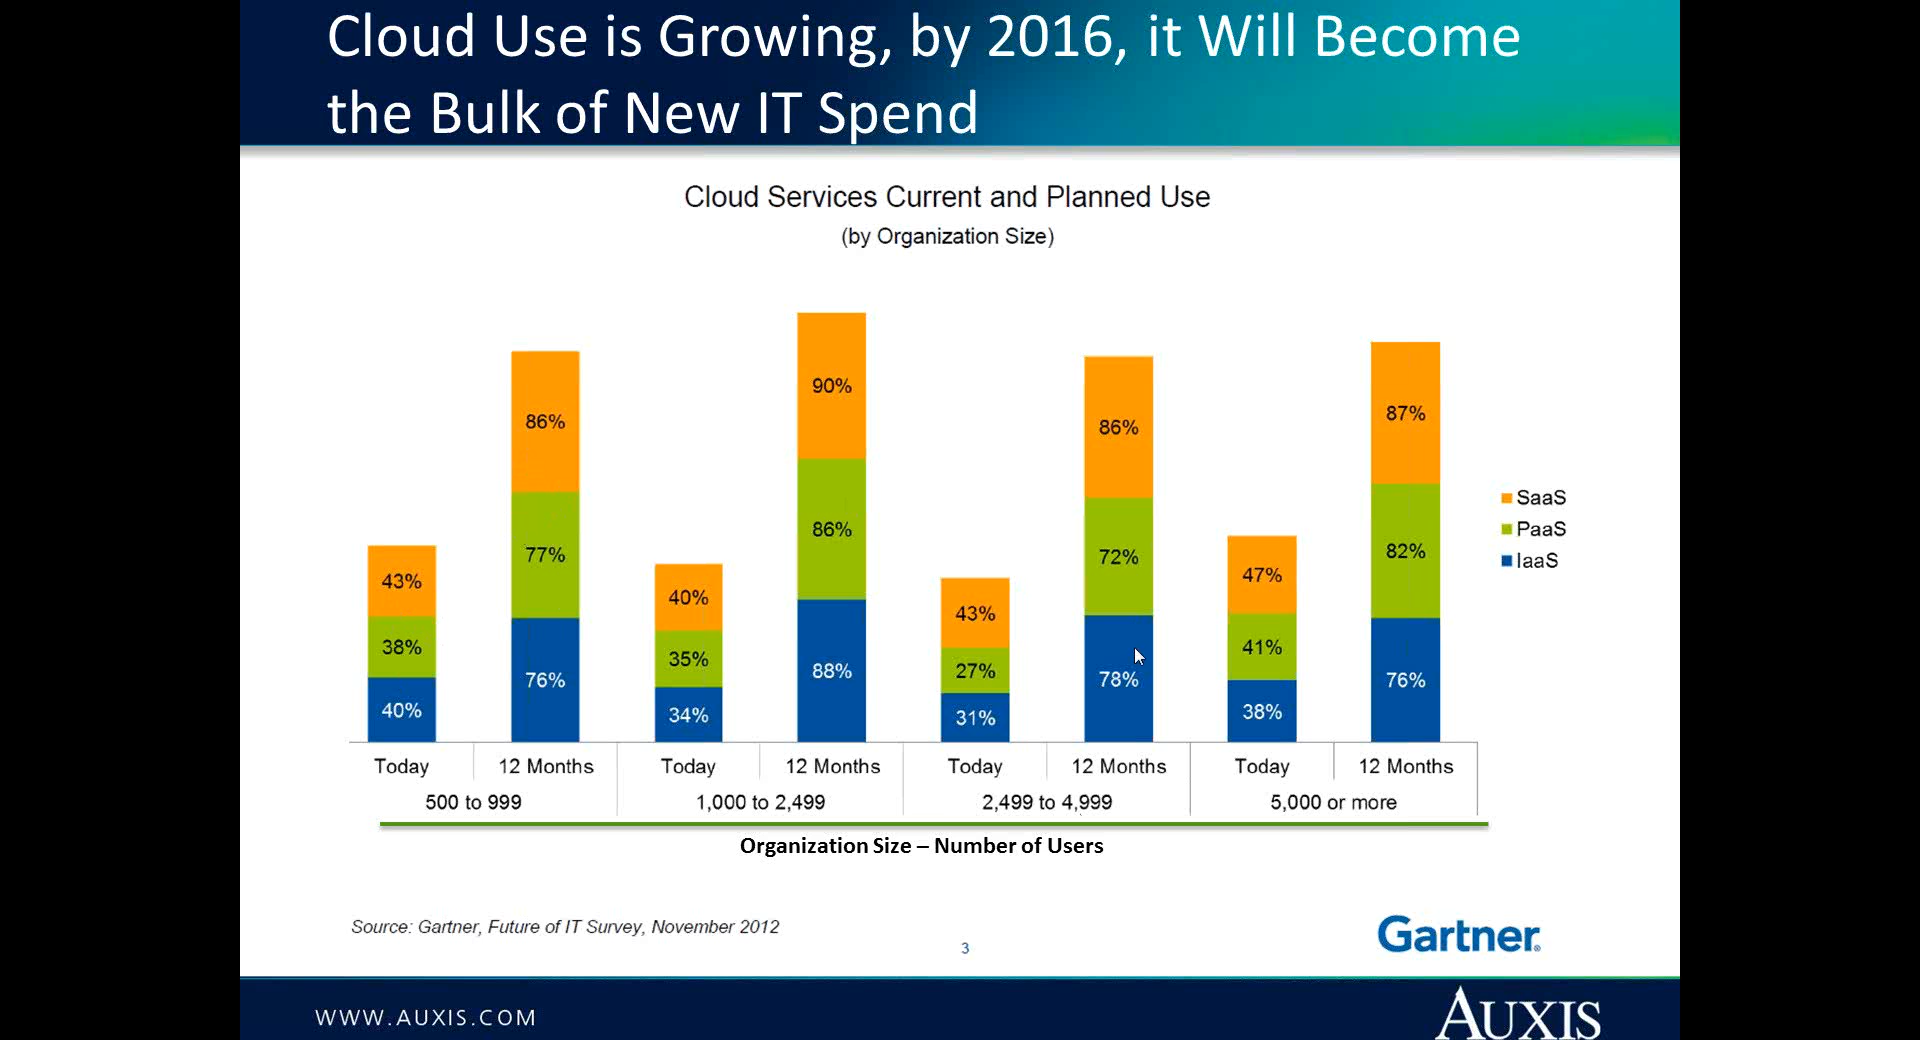 Cloud Use is Growing, by 2016, it Will Become
the Bulk of New IT Spend
Cloud Services Current and Planned Use
(by Organization Size)
43%
38%
40%
86%
77%
76%
40%
35%
34%
90%
86%
88%
43%
27%
31%
86%
72%
78%
47%
41%
38%
87%
82%
76%
SaaS
PaaS
IaaS
Today 12 Months Today 12 Months Today 12 Months Today 12 Months
500 to 999 1,000 to 2,499 2,499 to 4,999 5,000 or more
Organization Size – Number of Users
Source: Gartner, Future of IT Survey, November 2012
3
Gartner®
WWW.AUXIS.COM
AUXIS